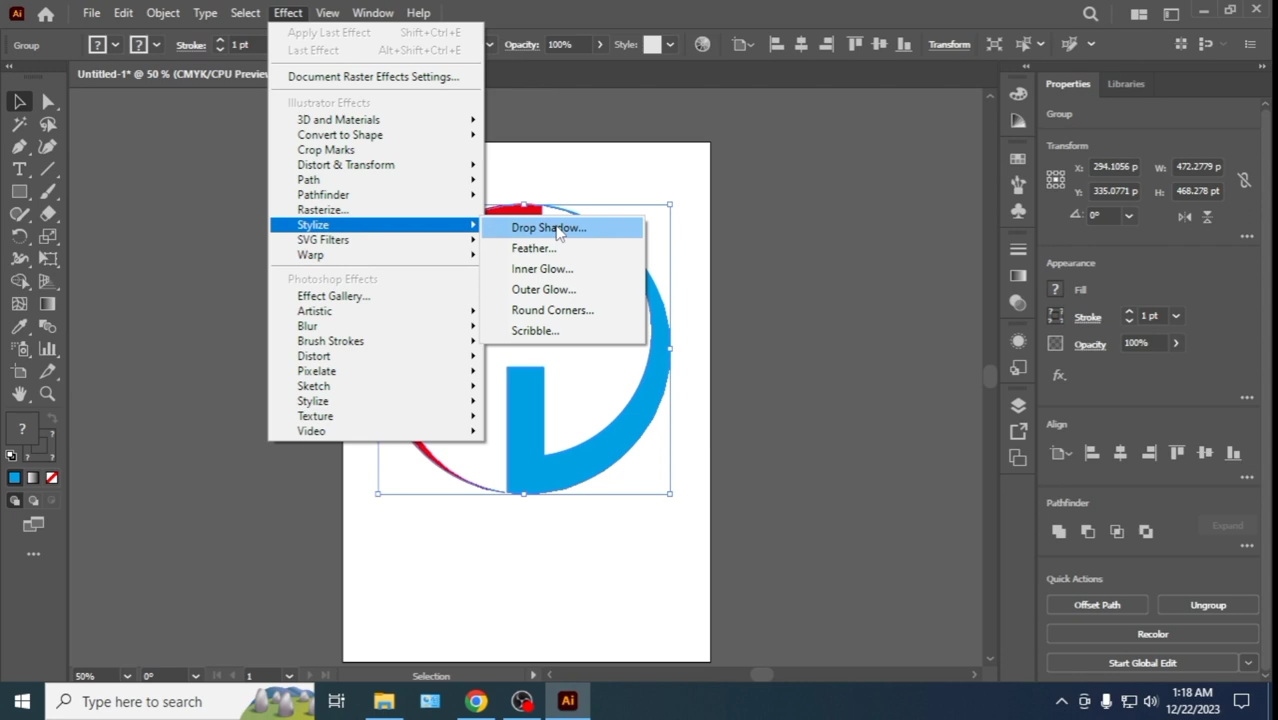 Ai File Edit Object Type Select Effect View Window Help
Group ? ? Stroke: 1 pt Opacity: 100% Style: Transform
Untitled-1* @ 50 % (CMYK/CPU Preview
Apply Last Effect Shift+Ctrl+E
Last Effect Alt+Shift+Ctrl+E
Document Raster Effects Settings...
Illustrator Effects
3D and Materials
Convert to Shape
Crop Marks
Distort & Transform
Path
Pathfinder
Rasterize...
Stylize
SVG Filters
Warp
Photoshop Effects
Effect Gallery...
Artistic
Blur
Brush Strokes
Distort
Pixelate
Sketch
Stylize
Texture
Video
Drop Shadow...
Feather...
Inner Glow...
Outer Glow...
Round Corners...
Scribble...
Properties Libraries
Group
Transform
X: 294.1056 p W: 472.2779 p
Y: 335.0771 p H: 468.278 pt
0°
Appearance
? Fill
Stroke 1 pt
Opacity 100%
fx.
Align
Pathfinder
Expand
Quick Actions
Offset Path Ungroup
Recolor
Start Global Edit
?
50% 0° 1 Selection
Type here to search
Ai
1:18 AM
12/22/2023